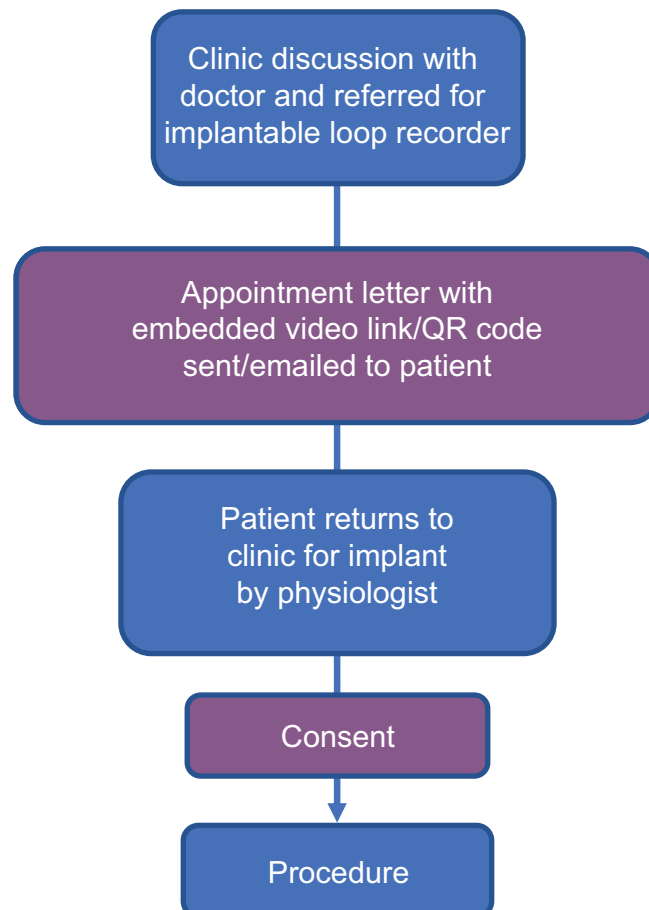 Clinic discussion with
doctor and referred for
implantable loop recorder
Appointment letter with
embedded video link/QR code
sent/emailed to patient
Patient returns to
clinic for implant
by physiologist
Consent
Procedure